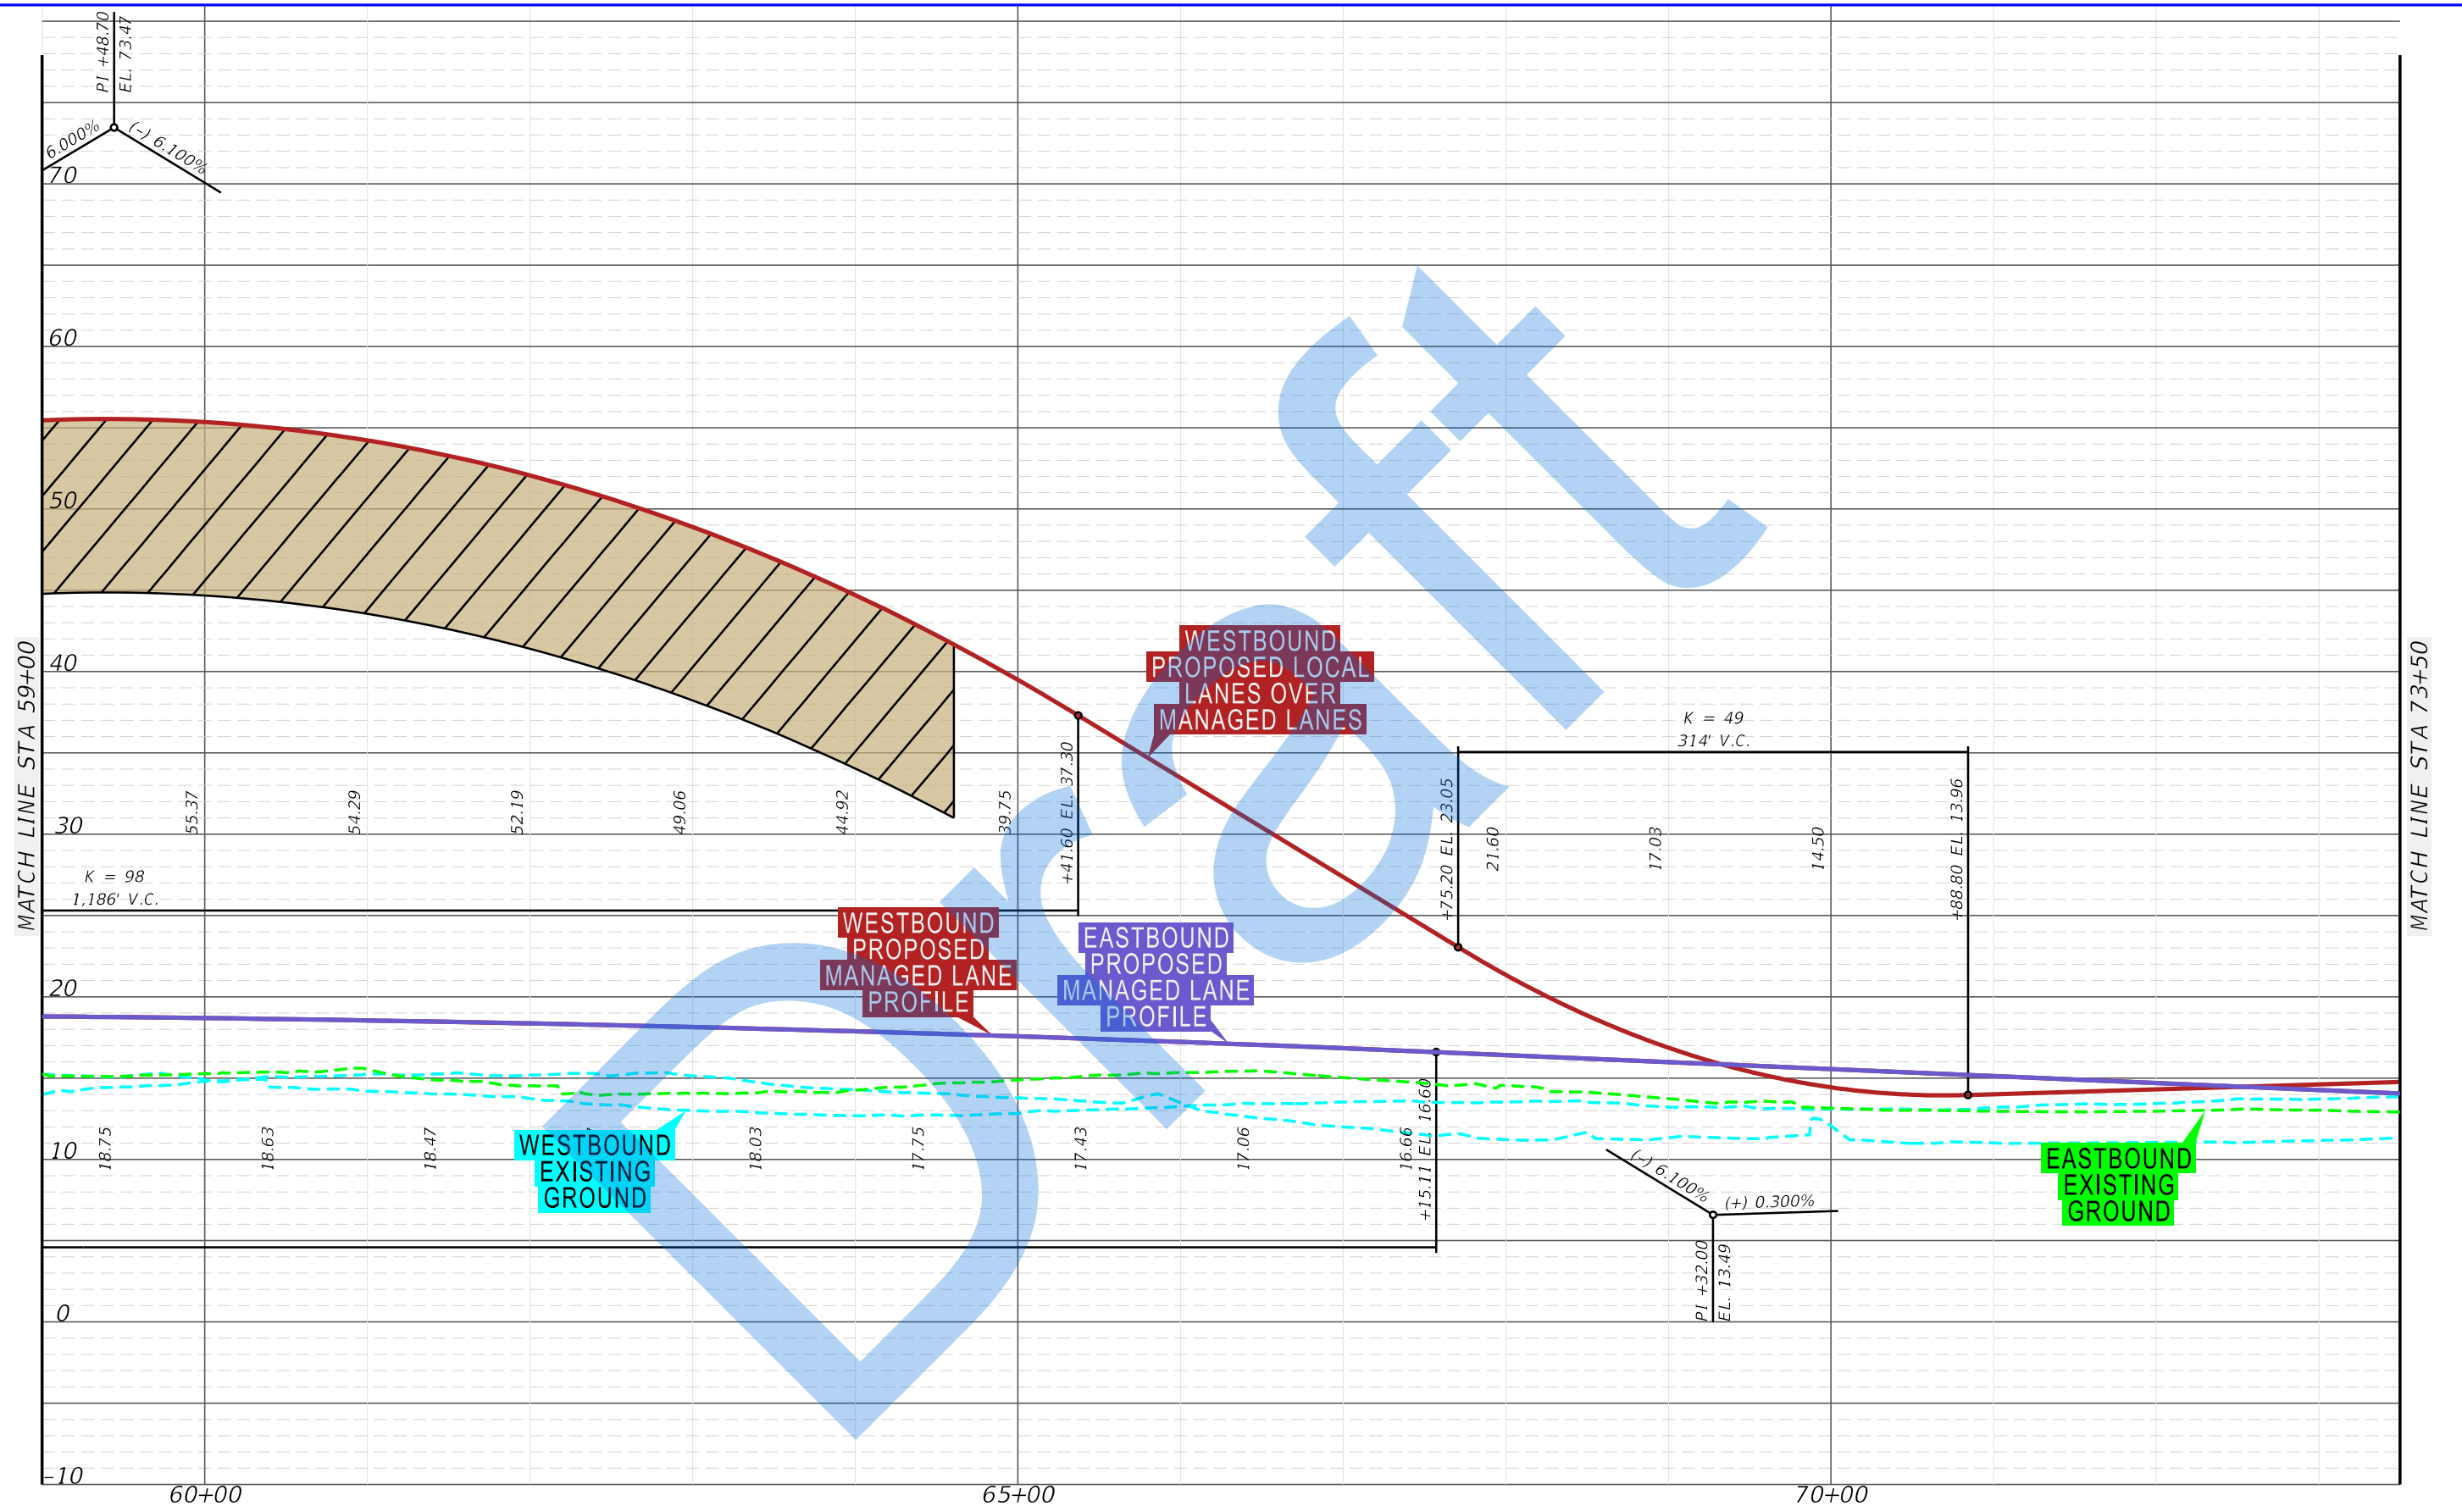 PI +48.70
EL. 73.47
6.000%
(-) 6.100%
70
60
50
40
30
20
10
0
-10
MATCH LINE STA 59+00
MATCH LINE STA 73+50
WESTBOUND
PROPOSED LOCAL
LANES OVER
MANAGED LANES
K = 49
314' V.C.
55.37
54.29
52.19
49.06
44.92
39.75
+41.60 EL. 37.30
+75.20 EL. 23.05
21.60
17.03
14.50
+88.80 EL. 13.96
K = 98
1,186' V.C.
WESTBOUND
PROPOSED
MANAGED LANE
PROFILE
EASTBOUND
PROPOSED
MANAGED LANE
PROFILE
18.75
18.63
18.47
18.03
17.75
17.43
17.06
16.66
+15.11 EL. 16.60
WESTBOUND
EXISTING
GROUND
(-) 6.100%
(+) 0.300%
PI +32.00
EL. 13.49
EASTBOUND
EXISTING
GROUND
60+00
65+00
70+00
Draft